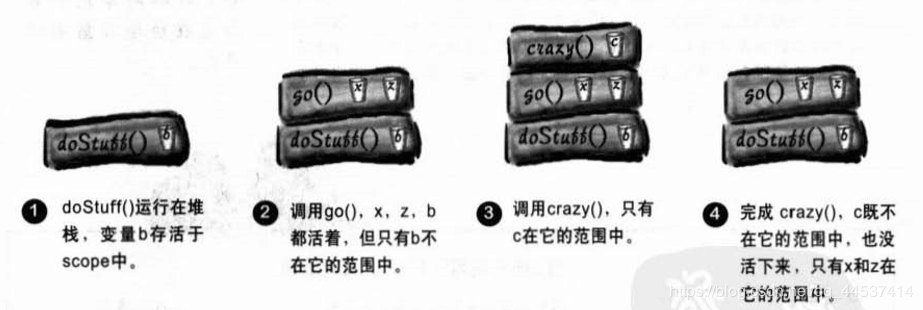 crazy() c
go() x z
go() x z
go() x z
doStuff() b
doStuff() b
doStuff() b
doStuff() b
1 doStuff()运行在堆
栈，变量b存活于
scope中。
2 调用go()，x，z，b
都活着，但只有b不
在它的范围中。
3 调用crazy()，只有
c在它的范围中。
4 完成 crazy()，c既不
在它的范围中，也没
活下来，只有x和z在
它的范围中。